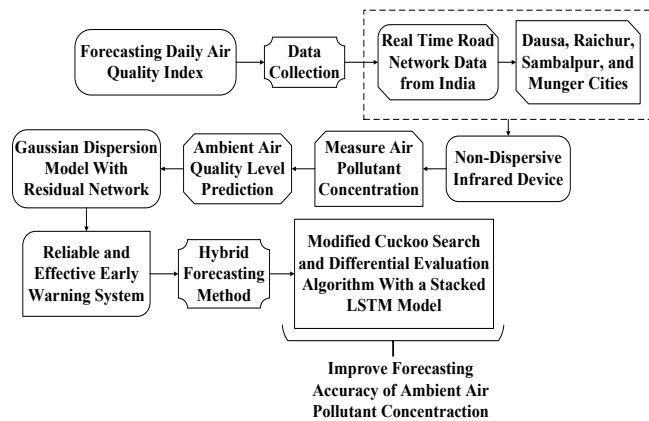 Forecasting Daily Air
Quality Index
Data
Collection
Real Time Road
Network Data
from India
Dausa, Raichur,
Sambalpur, and
Munger Cities
Gaussian Dispersion
Model With
Residual Network
Ambient Air
Quality Level
Prediction
Measure Air
Pollutant
Concentration
Non-Dispersive
Infrared Device
Reliable and
Effective Early
Warning System
Hybrid
Forecasting
Method
Modified Cuckoo Search
and Differential Evaluation
Algorithm With a Stacked
LSTM Model
Improve Forecasting
Accuracy of Ambient Air
Pollutant Concentraction